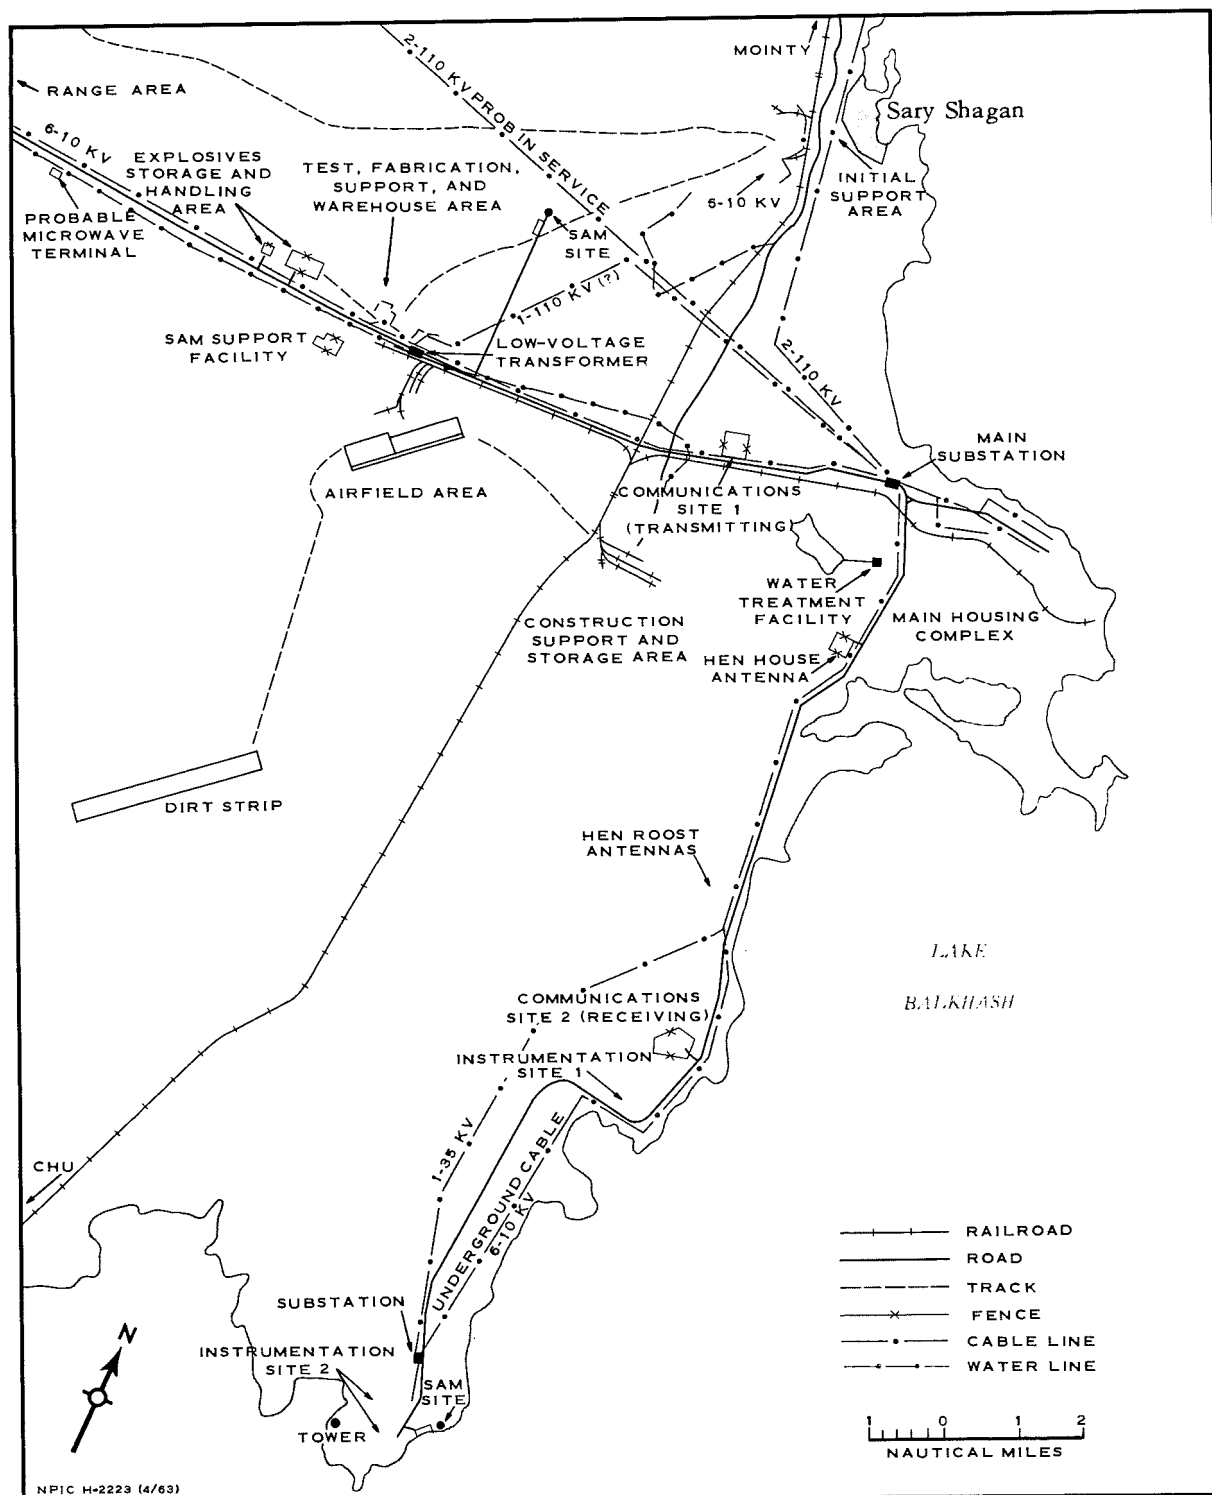 MOINTY
2-110 KV PROB IN SERVICE
RANGE AREA
Sary Shagan
6-10 KV
EXPLOSIVES
STORAGE AND
HANDLING
AREA
TEST, FABRICATION,
SUPPORT, AND
WAREHOUSE AREA
INITIAL
SUPPORT
AREA
6-10 KV
PROBABLE
MICROWAVE
TERMINAL
SAM
SITE
1-110 KV (?)
SAM SUPPORT
FACILITY
LOW-VOLTAGE
TRANSFORMER
2-110 KV
MAIN
SUBSTATION
AIRFIELD AREA
COMMUNICATIONS
SITE 1
(TRANSMITTING)
WATER
TREATMENT
FACILITY
MAIN HOUSING
COMPLEX
CONSTRUCTION
SUPPORT AND
STORAGE AREA
HEN HOUSE
ANTENNA
DIRT STRIP
HEN ROOST
ANTENNAS
LAKE
BALKHASH
COMMUNICATIONS
SITE 2 (RECEIVING)
INSTRUMENTATION
SITE 1
1-35 KV
UNDERGROUND CABLE
6-10 KV
CHU
SUBSTATION
INSTRUMENTATION
SITE 2
SAM
SITE
TOWER
N
RAILROAD
ROAD
TRACK
FENCE
CABLE LINE
WATER LINE
1 0 1 2
NAUTICAL MILES
NPIC H-2223 (4/63)